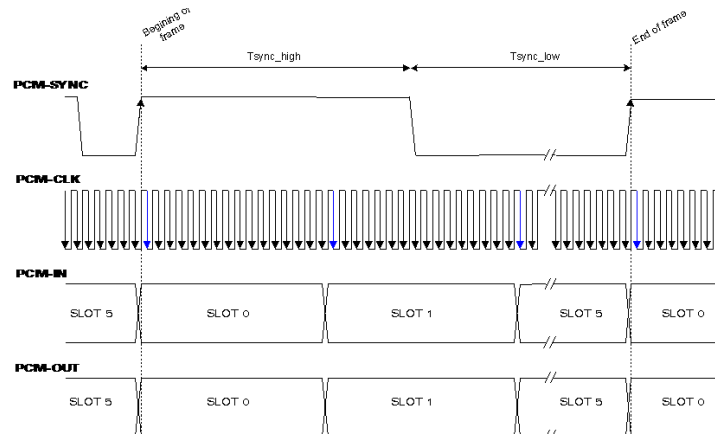 Begining of
frame
End of frame
Tsync_high
Tsync_low
PCM-SYNC
PCM-CLK
PCM-IN
SLOT 5
SLOT 0
SLOT 1
SLOT 5
SLOT 0
PCM-OUT
SLOT 5
SLOT 0
SLOT 1
SLOT 5
SLOT 0